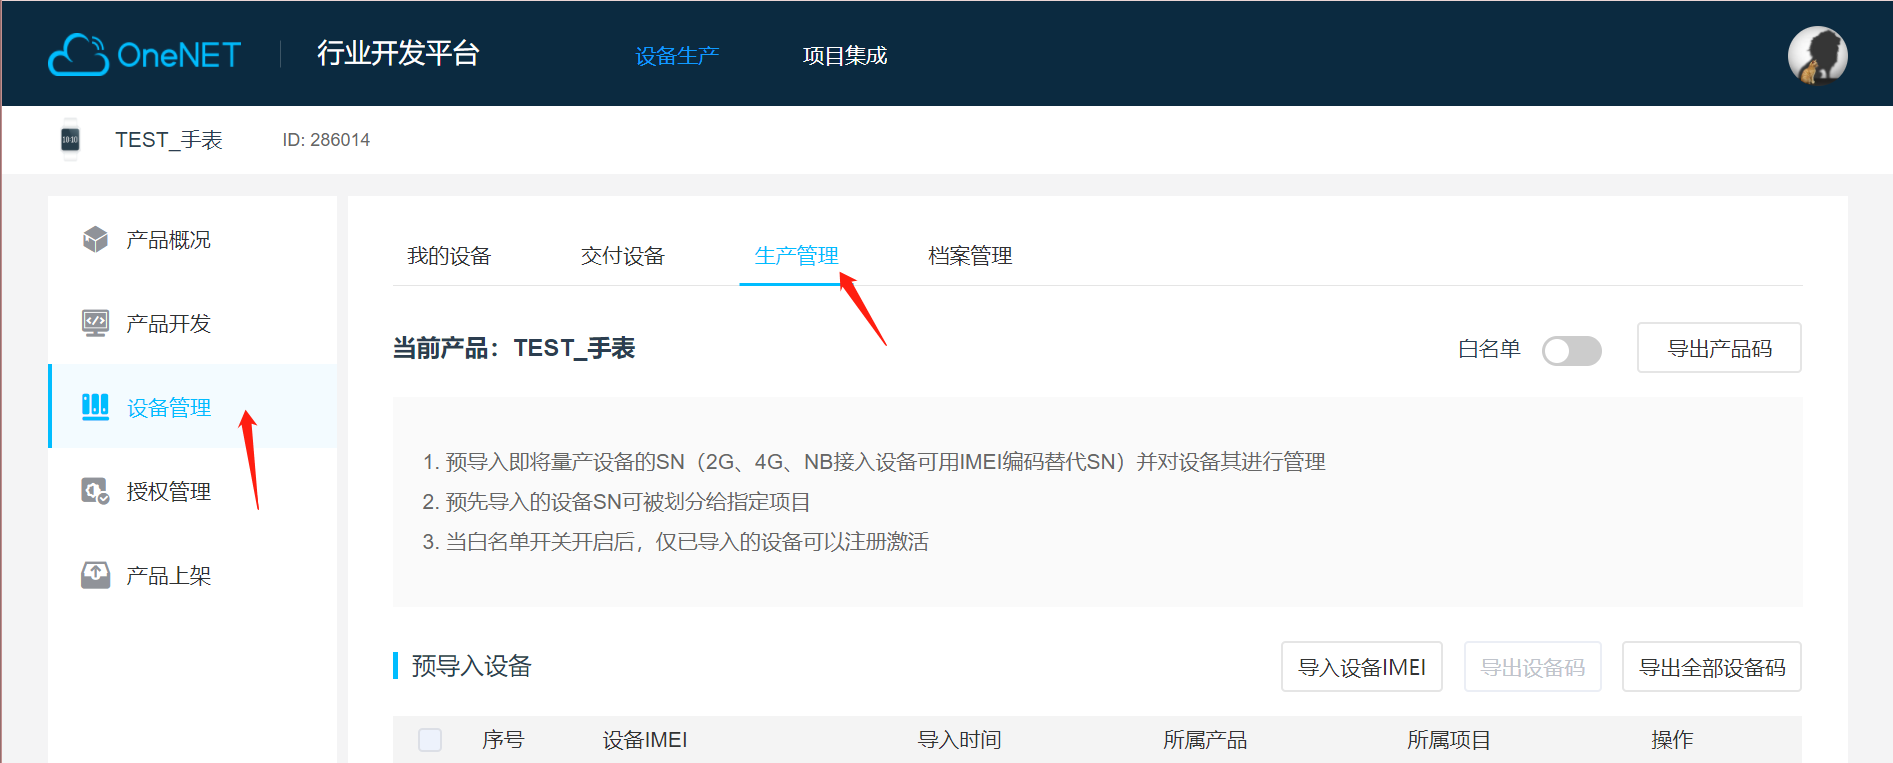 OneNET 行业开发平台 设备生产 项目集成
10:10
TEST_手表 ID: 286014
产品概况
产品开发
设备管理
授权管理
产品上架
我的设备 交付设备 生产管理 档案管理
当前产品：TEST_手表 白名单 导出产品码
1. 预导入即将量产设备的SN（2G、4G、NB接入设备可用IMEI编码替代SN）并对设备其进行管理
2. 预先导入的设备SN可被划分给指定项目
3. 当白名单开关开启后，仅已导入的设备可以注册激活
预导入设备 导入设备IMEI 导出设备码 导出全部设备码
序号 设备IMEI 导入时间 所属产品 所属项目 操作